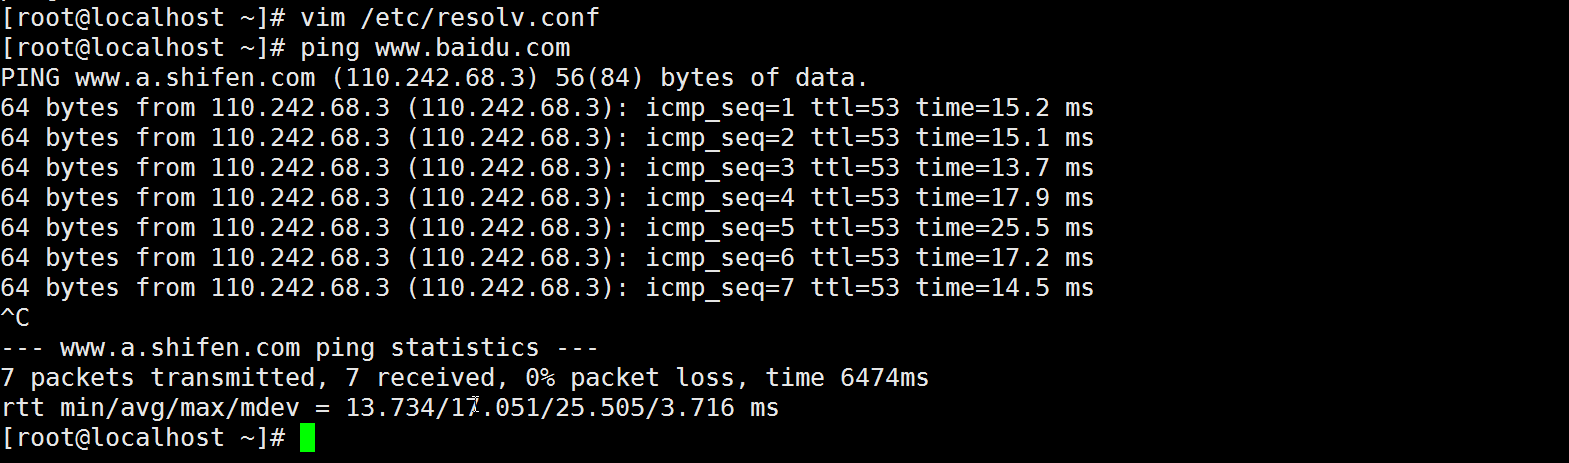 [root@localhost ~]# vim /etc/resolv.conf
[root@localhost ~]# ping www.baidu.com
PING www.a.shifen.com (110.242.68.3) 56(84) bytes of data.
64 bytes from 110.242.68.3 (110.242.68.3): icmp_seq=1 ttl=53 time=15.2 ms
64 bytes from 110.242.68.3 (110.242.68.3): icmp_seq=2 ttl=53 time=15.1 ms
64 bytes from 110.242.68.3 (110.242.68.3): icmp_seq=3 ttl=53 time=13.7 ms
64 bytes from 110.242.68.3 (110.242.68.3): icmp_seq=4 ttl=53 time=17.9 ms
64 bytes from 110.242.68.3 (110.242.68.3): icmp_seq=5 ttl=53 time=25.5 ms
64 bytes from 110.242.68.3 (110.242.68.3): icmp_seq=6 ttl=53 time=17.2 ms
64 bytes from 110.242.68.3 (110.242.68.3): icmp_seq=7 ttl=53 time=14.5 ms
^C
--- www.a.shifen.com ping statistics ---
7 packets transmitted, 7 received, 0% packet loss, time 6474ms
rtt min/avg/max/mdev = 13.734/17.051/25.505/3.716 ms
[root@localhost ~]#